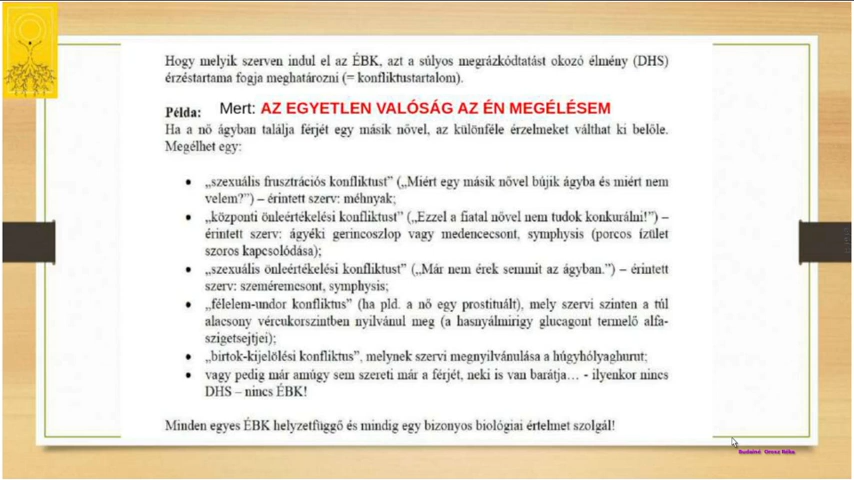 Hogy melyik szerven indul el az ÉBK, azt a súlyos megrázkódtatást okozó élmény (DHS)
érzéstartama fogja meghatározni (= konfliktustartalom).
Példa: Mert: AZ EGYETLEN VALÓSÁG AZ ÉN MEGÉLÉSEM
Ha a nő ágyban találja férjét egy másik nővel, az különféle érzelmeket válthat ki belőle.
Megélhet egy:
• „szexuális frusztrációs konfliktust” („Miért egy másik nővel bújik ágyba és miért nem
velem?”) – érintett szerv: méhnyak;
• „központi önleértékelési konfliktust” („Ezzel a fiatal nővel nem tudok konkurálni!”) –
érintett szerv: ágyéki gerincoszlop vagy medencecsont, symphysis (porcos ízület
szoros kapcsolódása);
• „szexuális önleértékelési konfliktust” („Már nem érek semmit az ágyban.”) – érintett
szerv: szeméremcsont, symphysis;
• „félelem-undor konfliktus” (ha pld. a nő egy prostituált), mely szervi szinten a túl
alacsony vércukorszintben nyilvánul meg (a hasnyálmirigy glucagont termelő alfa-
szigetsejtjei);
• „birtok-kijelölési konfliktus”, melynek szervi megnyilvánulása a húgyhólyaghurut;
• vagy pedig már amúgy sem szereti már a férjét, neki is van barátja… - ilyenkor nincs
DHS – nincs ÉBK!
Minden egyes ÉBK helyzetfüggő és mindig egy bizonyos biológiai értelmet szolgál!
Budainé Orosz Réka